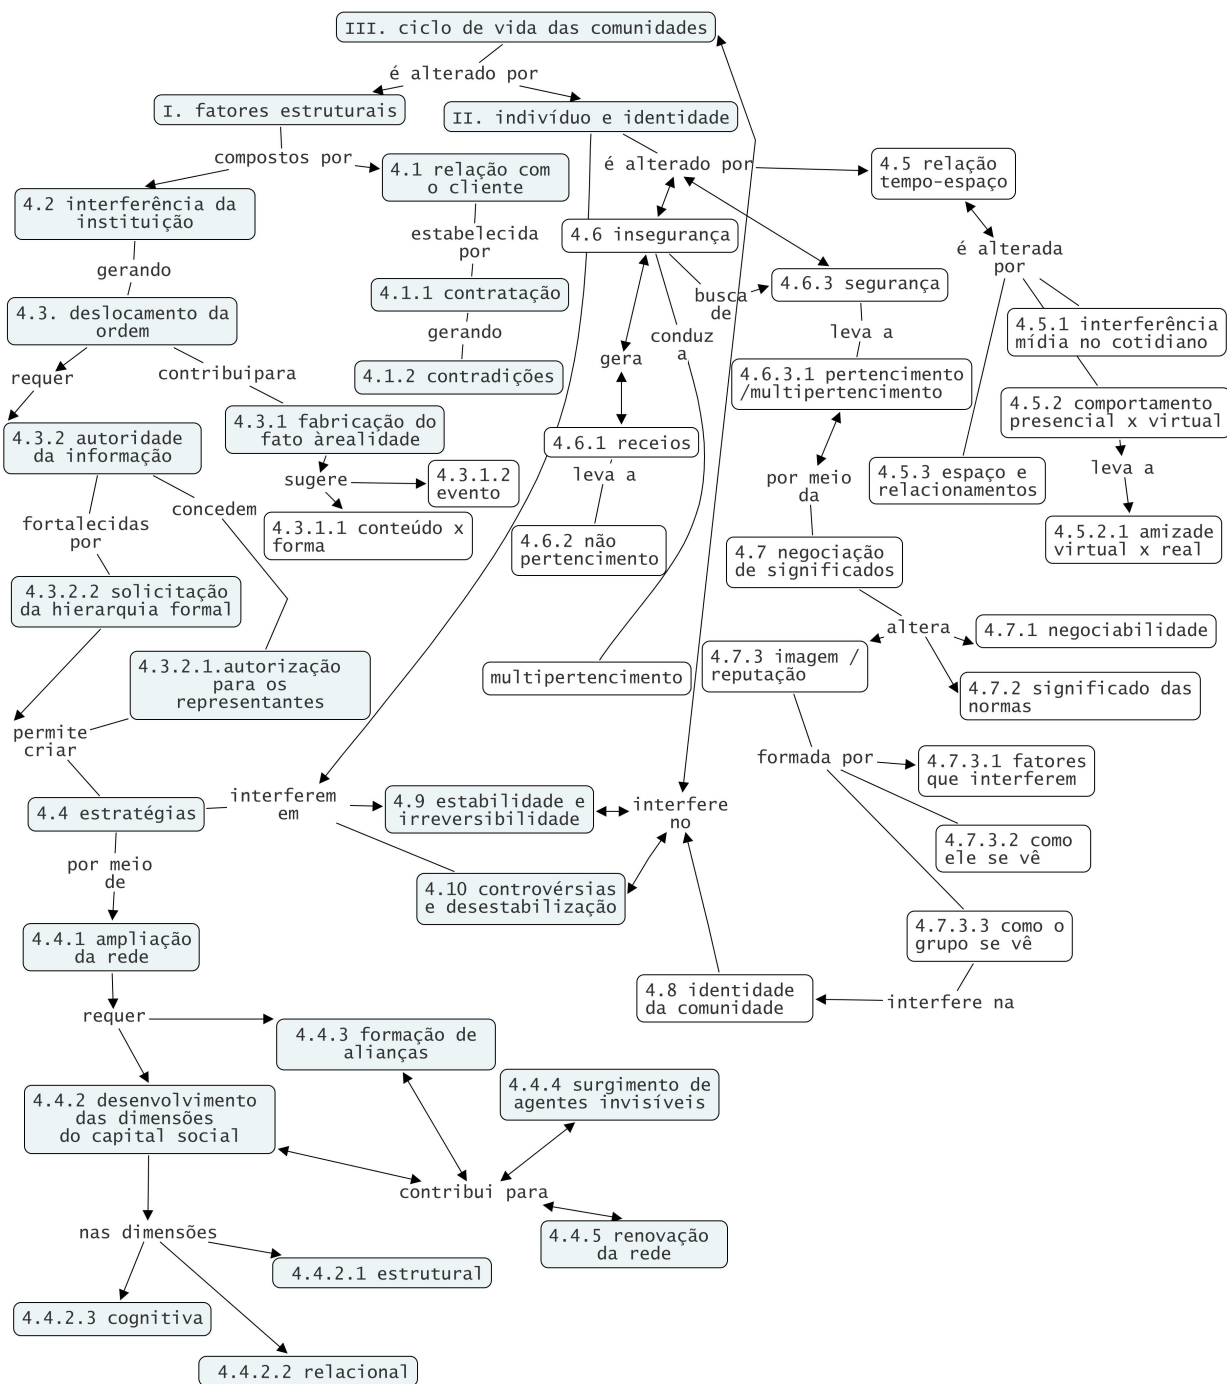 III. ciclo de vida das comunidades
é alterado por
I. fatores estruturais
II. indivíduo e identidade
compostos por
é alterado por
4.1 relação com
o cliente
4.5 relação
tempo-espaço
4.2 interferência da
instituição
4.6 insegurança
estabelecida
por
é alterada
por
gerando
4.6.3 segurança
busca
de
4.1.1 contratação
4.3. deslocamento da
ordem
4.5.1 interferência
mídia no cotidiano
gerando
conduz
a
leva a
gera
requer
contribuipara
4.1.2 contradições
4.6.3.1 pertencimento
/multipertencimento
4.3.1 fabricação do
fato àrealidade
4.5.2 comportamento
presencial x virtual
4.3.2 autoridade
da informação
4.6.1 receios
sugere
4.3.1.2
evento
leva a
por meio
da
4.5.3 espaço e
relacionamentos
leva a
concedem
fortalecidas
por
4.3.1.1 conteúdo x
forma
4.6.2 não
pertencimento
4.5.2.1 amizade
virtual x real
4.7 negociação
de significados
4.3.2.2 solicitação
da hierarquia formal
altera
4.7.1 negociabilidade
4.3.2.1.autorização
para os
representantes
multipertencimento
4.7.3 imagem /
reputação
4.7.2 significado das
normas
permite
criar
formada por
4.7.3.1 fatores
que interferem
4.4 estratégias
interferem
em
4.9 estabilidade e
irreversibilidade
interfere
no
4.7.3.2 como
ele se vê
por meio
de
4.10 controvérsias
e desestabilização
4.4.1 ampliação
da rede
4.7.3.3 como o
grupo se vê
4.8 identidade
da comunidade
interfere na
requer
4.4.3 formação de
alianças
4.4.2 desenvolvimento
das dimensões
do capital social
4.4.4 surgimento de
agentes invisíveis
contribui para
nas dimensões
4.4.5 renovação
da rede
4.4.2.1 estrutural
4.4.2.3 cognitiva
4.4.2.2 relacional